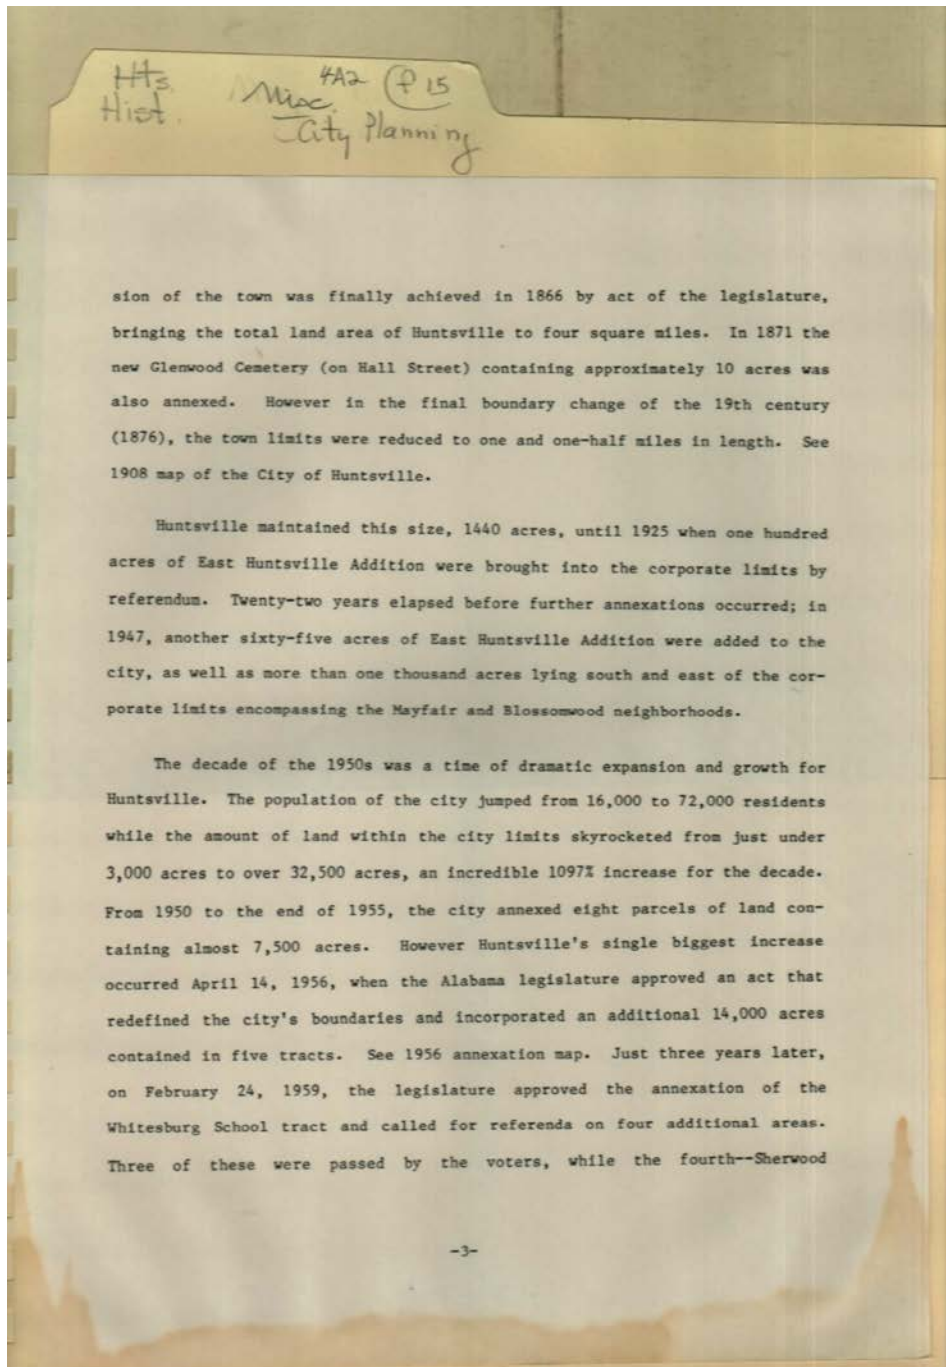 Hts.
Hist.
4A2 P 15
Misc.
City Planning
sion of the town was finally achieved in 1866 by act of the legislature,
bringing the total land area of Huntsville to four square miles. In 1871 the
new Glenwood Cemetery (on Hall Street) containing approximately 10 acres was
also annexed. However in the final boundary change of the 19th century
(1876), the town limits were reduced to one and one-half miles in length. See
1908 map of the City of Huntsville.
Huntsville maintained this size, 1440 acres, until 1925 when one hundred
acres of East Huntsville Addition were brought into the corporate limits by
referendum. Twenty-two years elapsed before further annexations occurred; in
1947, another sixty-five acres of East Huntsville Addition were added to the
city, as well as more than one thousand acres lying south and east of the cor-
porate limits encompassing the Mayfair and Blossomwood neighborhoods.
The decade of the 1950s was a time of dramatic expansion and growth for
Huntsville. The population of the city jumped from 16,000 to 72,000 residents
while the amount of land within the city limits skyrocketed from just under
3,000 acres to over 32,500 acres, an incredible 1097% increase for the decade.
From 1950 to the end of 1955, the city annexed eight parcels of land con-
taining almost 7,500 acres. However Huntsville's single biggest increase
occurred April 14, 1956, when the Alabama legislature approved an act that
redefined the city's boundaries and incorporated an additional 14,000 acres
contained in five tracts. See 1956 annexation map. Just three years later,
on February 24, 1959, the legislature approved the annexation of the
Whitesburg School tract and called for referenda on four additional areas.
Three of these were passed by the voters, while the fourth--Sherwood
-3-